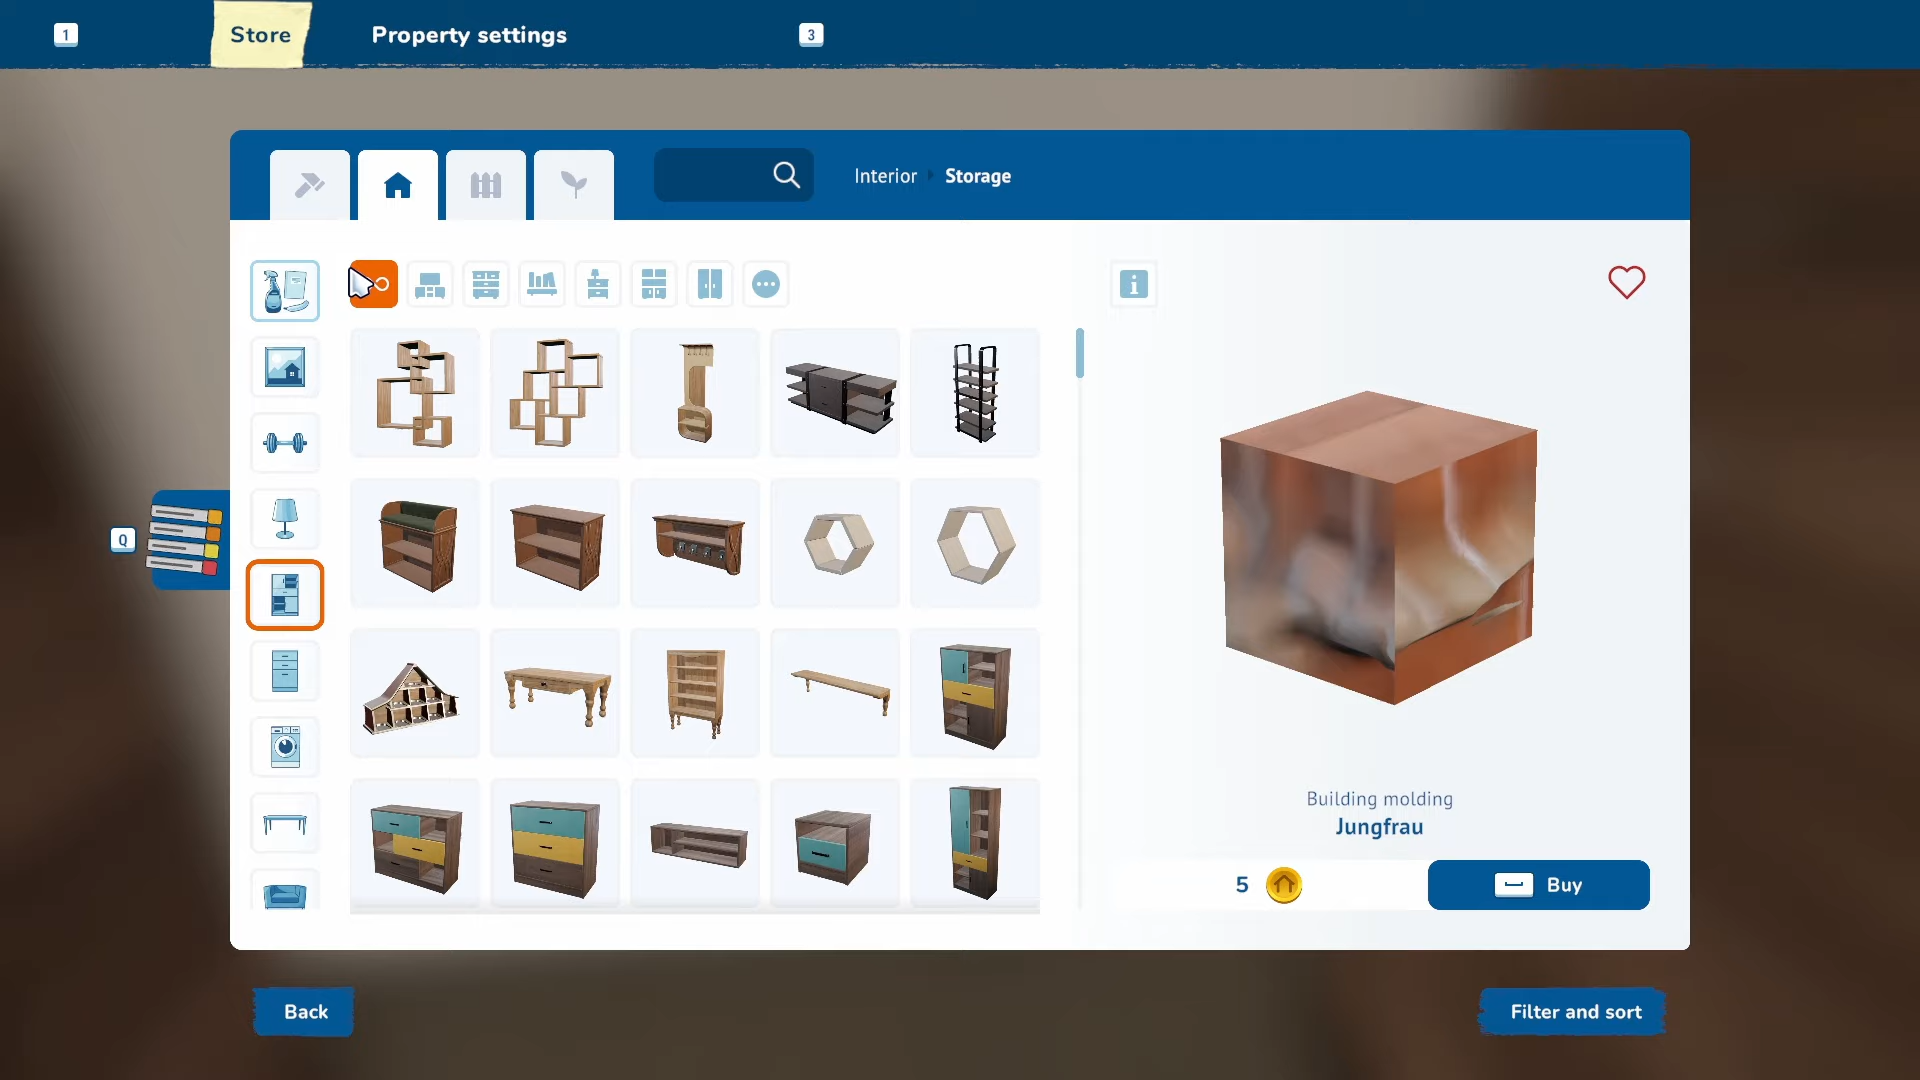 1
Store
Property settings
3
Interior
Storage
i
Q
Building molding
Jungfrau
5
Buy
Back
Filter and sort